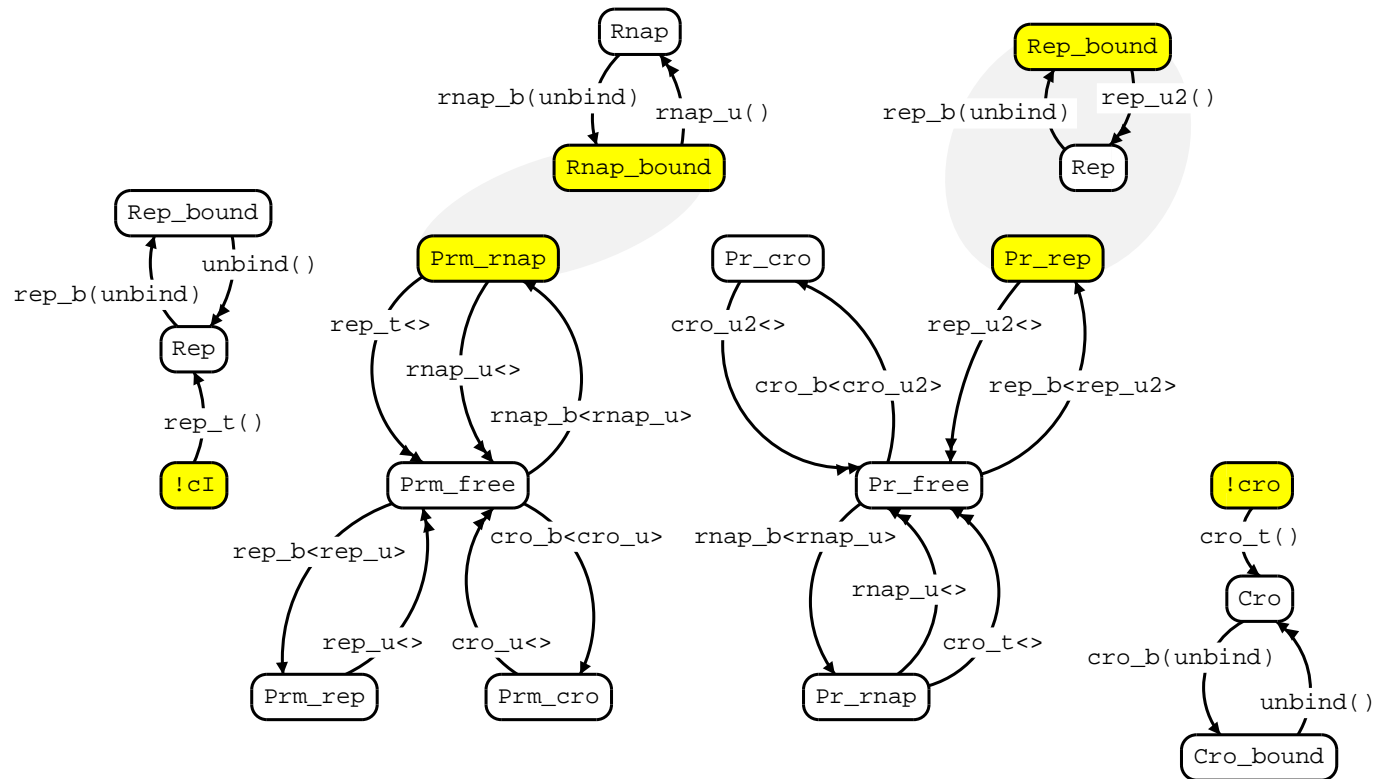 Rnap
Rep_bound
rnap_b(unbind)
rnap_u()
rep_b(unbind)
rep_u2()
Rnap_bound
Rep
Rep_bound
unbind()
rep_b(unbind)
Rep
rep_t()
!cI
Prm_rnap
rep_t<>
rnap_u<>
rnap_b<rnap_u>
Prm_free
rep_b<rep_u>
cro_b<cro_u>
rep_u<>
cro_u<>
Prm_rep
Prm_cro
Pr_cro
Pr_rep
cro_u2<>
rep_u2<>
cro_b<cro_u2>
rep_b<rep_u2>
Pr_free
rnap_b<rnap_u>
rnap_u<>
cro_t<>
Pr_rnap
!cro
cro_t()
Cro
cro_b(unbind)
unbind()
Cro_bound